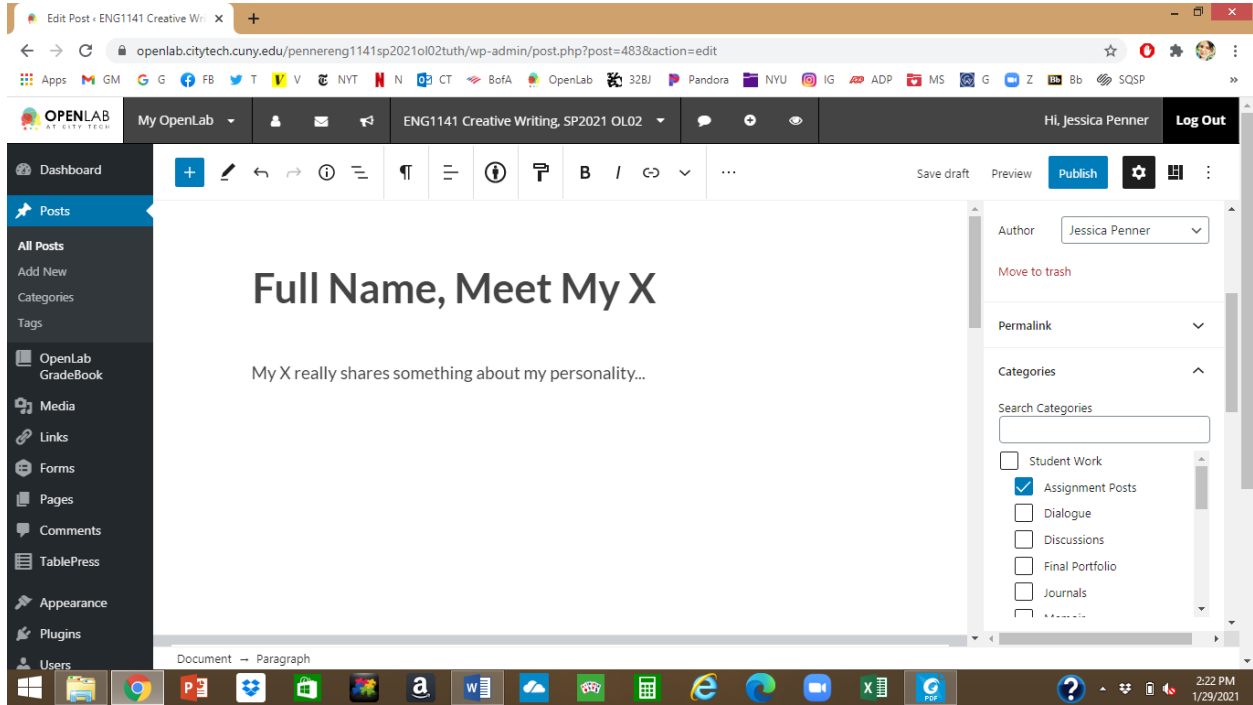 Edit Post ‹ ENG1141 Creative Wri
openlab.citytech.cuny.edu/pennereng1141sp2021ol02tuth/wp-admin/post.php?post=483&action=edit
Apps GM G FB T V NYT N CT BofA OpenLab 32BJ Pandora NYU IG ADP MS G Z Bb SQSP »
OPENLAB
AT CITY TECH
My OpenLab
ENG1141 Creative Writing, SP2021 OL02
Hi, Jessica Penner
Log Out
Dashboard
Posts
All Posts
Add New
Categories
Tags
OpenLab
GradeBook
Media
Links
Forms
Pages
Comments
TablePress
Appearance
Plugins
Users
B I ... Save draft Preview Publish
Full Name, Meet My X
My X really shares something about my personality...
Document → Paragraph
Author Jessica Penner
Move to trash
Permalink
Categories
Search Categories
Student Work
Assignment Posts
Dialogue
Discussions
Final Portfolio
Journals
Memoir
2:22 PM
1/29/2021